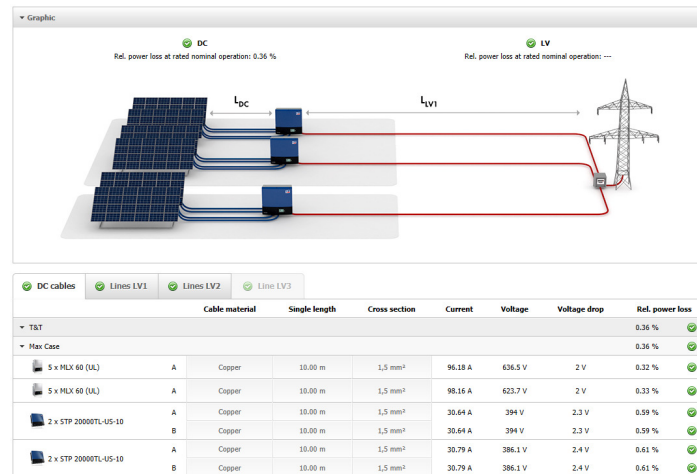 Graphic
DC
LV
Rel. power loss at rated nominal operation: 0.36 %
Rel. power loss at rated nominal operation: ---
LDC
LLV1
DC cables Lines LV1 Lines LV2 Line LV3
Cable material Single length Cross section Current Voltage Voltage drop Rel. power loss
T&T 0.36 %
Max Case 0.36 %
5 x MLX 60 (UL) A Copper 10.00 m 1,5 mm² 96.18 A 636.5 V 2 V 0.32 %
5 x MLX 60 (UL) A Copper 10.00 m 1,5 mm² 98.16 A 623.7 V 2 V 0.33 %
2 x STP 20000TL-US-10 A Copper 10.00 m 1,5 mm² 30.64 A 394 V 2.3 V 0.59 %
B Copper 10.00 m 1,5 mm² 30.64 A 394 V 2.3 V 0.59 %
2 x STP 20000TL-US-10 A Copper 10.00 m 1,5 mm² 30.79 A 386.1 V 2.4 V 0.61 %
B Copper 10.00 m 1,5 mm² 30.79 A 386.1 V 2.4 V 0.61 %